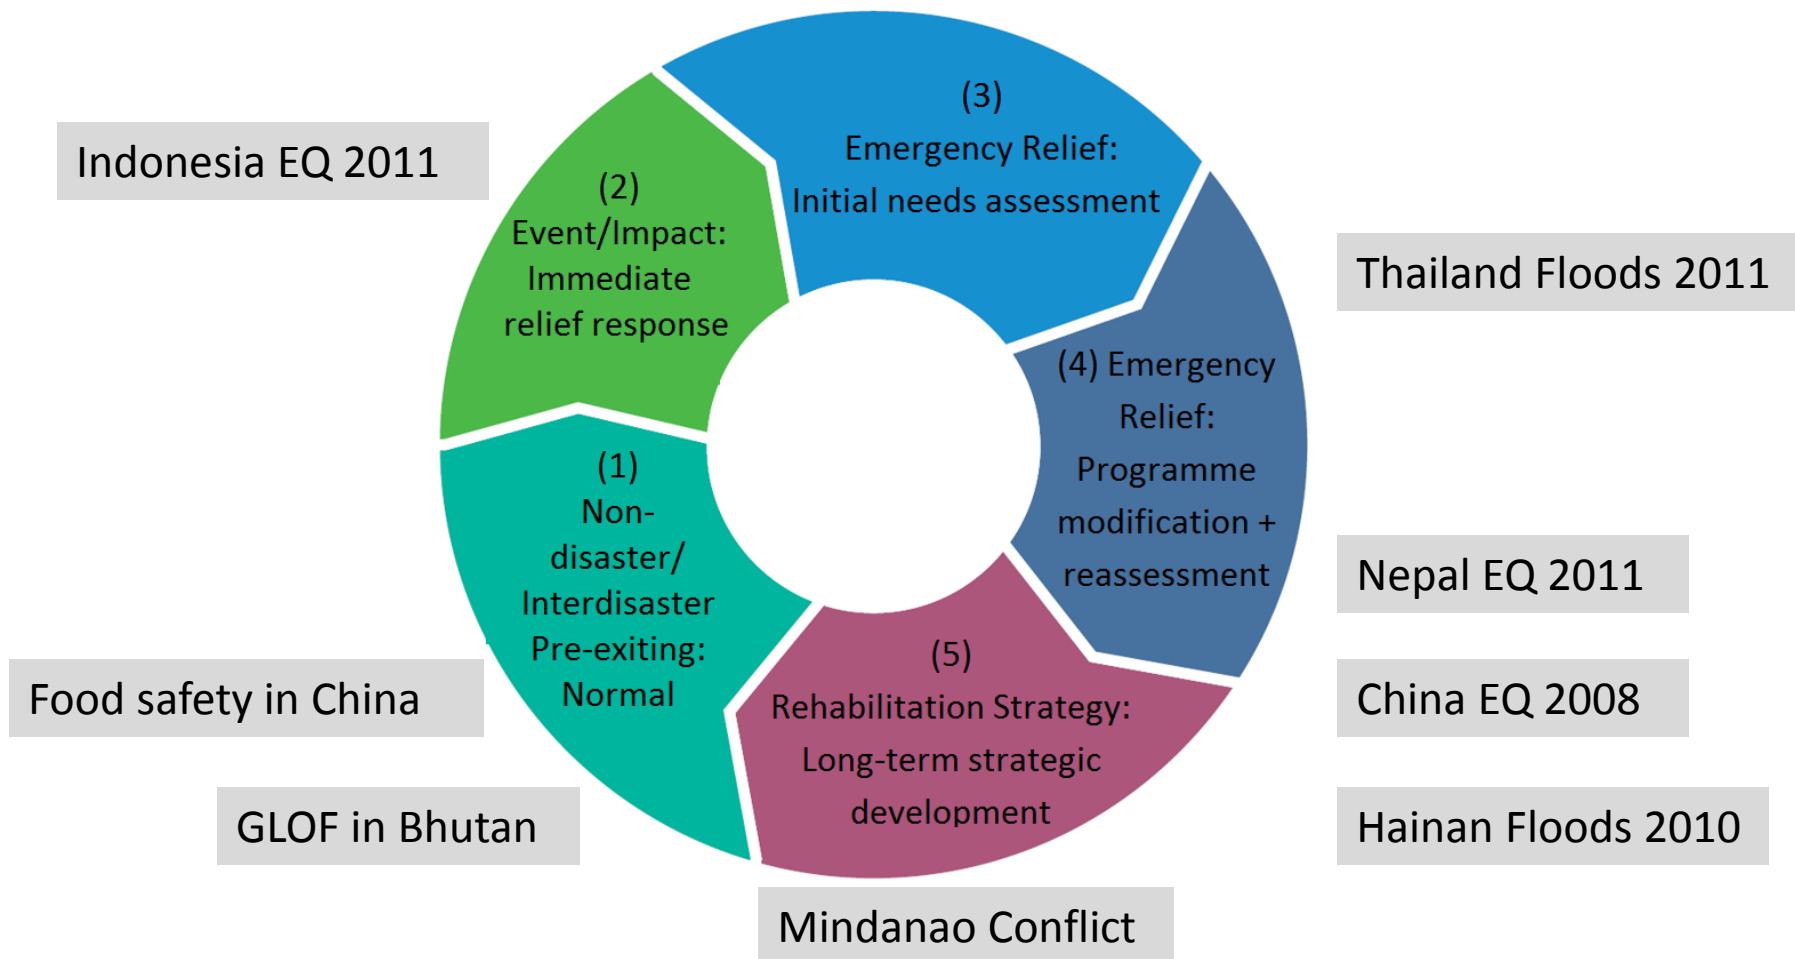 (3)
Emergency Relief:
Initial needs assessment
Indonesia EQ 2011
(2)
Event/Impact:
Immediate
relief response
Thailand Floods 2011
(4) Emergency
Relief:
Programme
modification +
reassessment
(1)
Non-
disaster/
Interdisaster
Pre-exiting:
Normal
Nepal EQ 2011
(5)
Rehabilitation Strategy:
Long-term strategic
development
Food safety in China
China EQ 2008
GLOF in Bhutan
Hainan Floods 2010
Mindanao Conflict